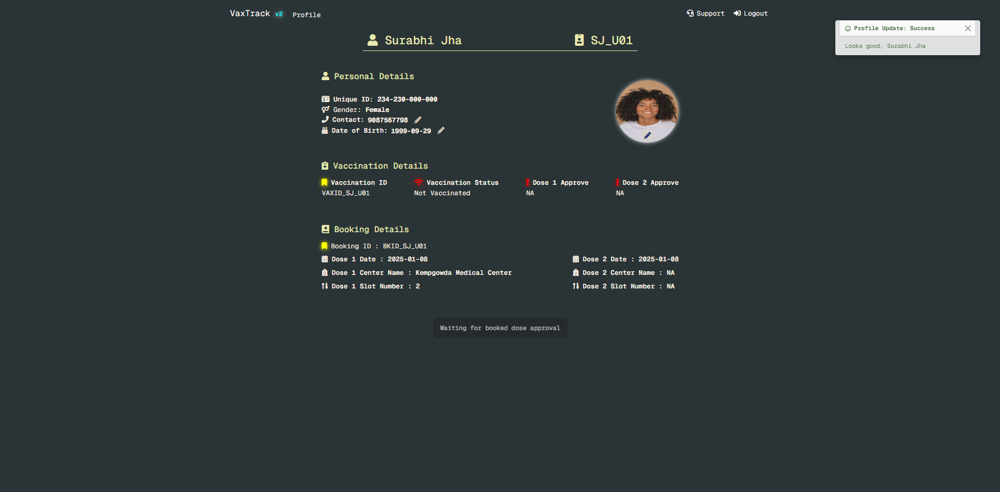 VaxTrack v2 Profile Support Logout
Profile Update: Success
Looks good, Surabhi Jha
Surabhi Jha SJ_U01
Personal Details
Unique ID: 234-230-000-000
Gender: Female
Contact: 9087567798
Date of Birth: 1999-09-29
Vaccination Details
Vaccination ID Vaccination Status Dose 1 Approve Dose 2 Approve
VAXID_SJ_U01 Not Vaccinated NA NA
Booking Details
Booking ID : BKID_SJ_U01
Dose 1 Date : 2025-01-08 Dose 2 Date : 2025-01-08
Dose 1 Center Name : Kempgowda Medical Center Dose 2 Center Name : NA
Dose 1 Slot Number : 2 Dose 2 Slot Number : NA
Waiting for booked dose approval